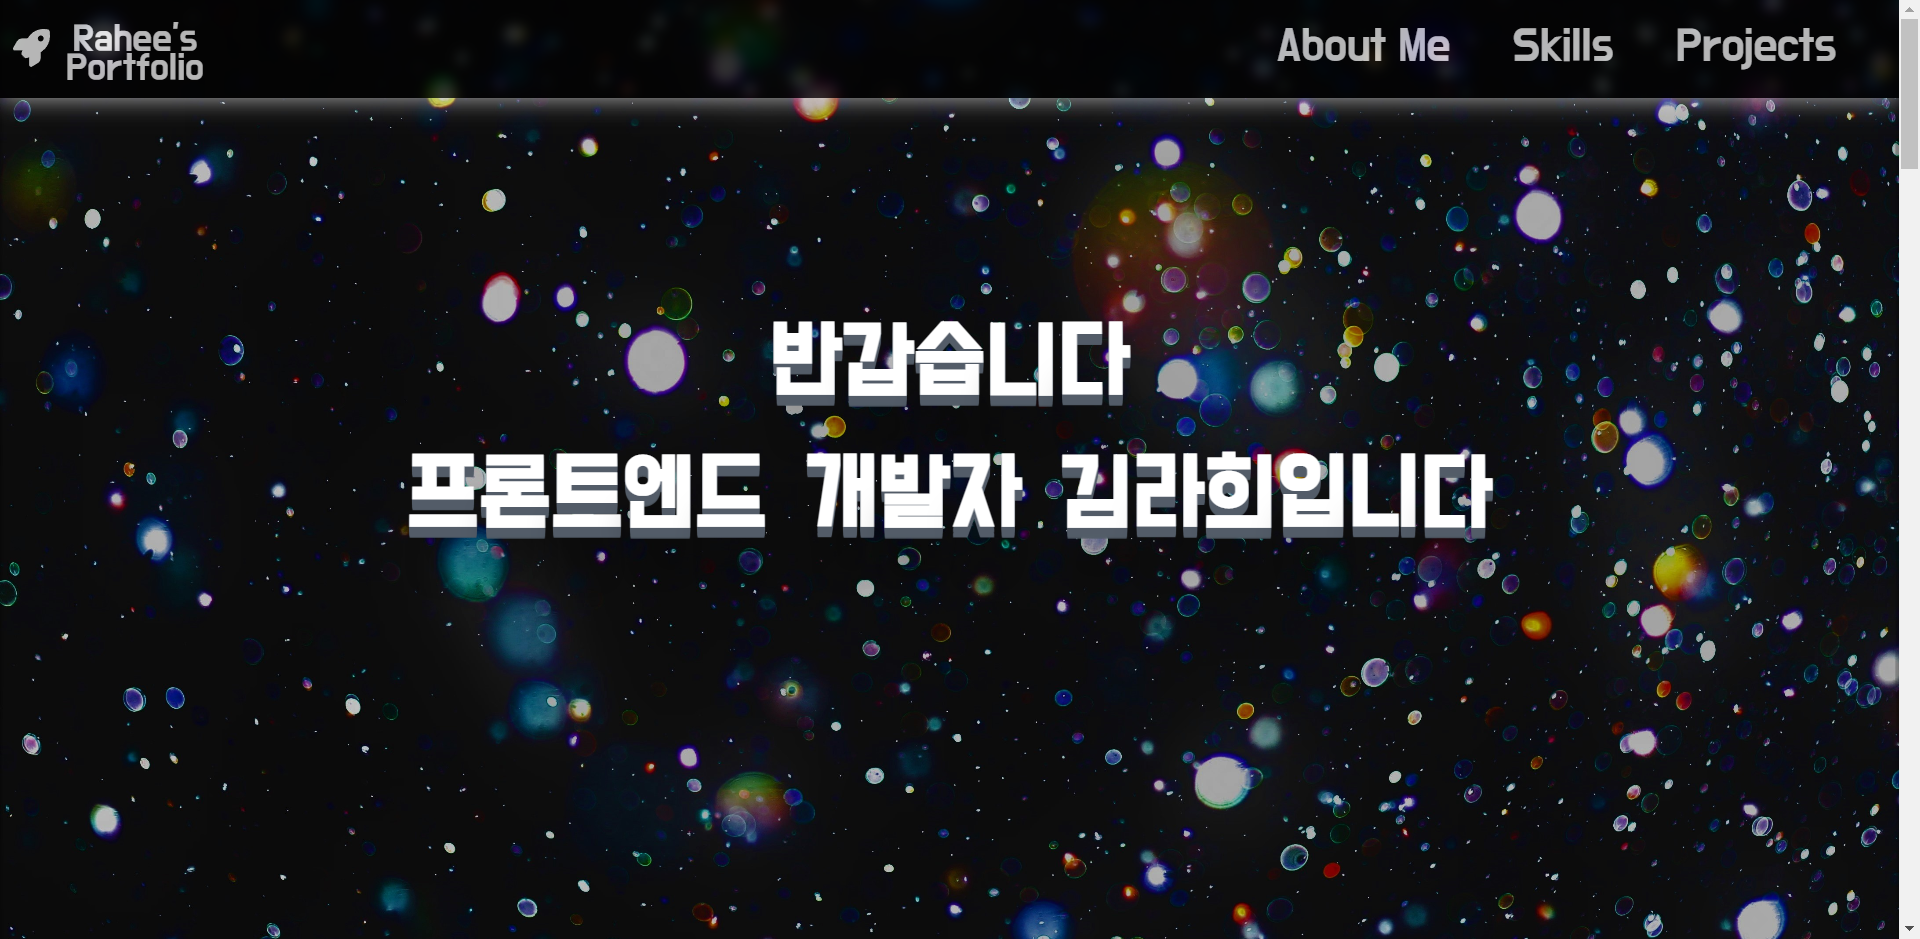 Rahee's
Portfolio
About Me
Skills
Projects
반갑습니다
프론트엔드 개발자 김라희입니다